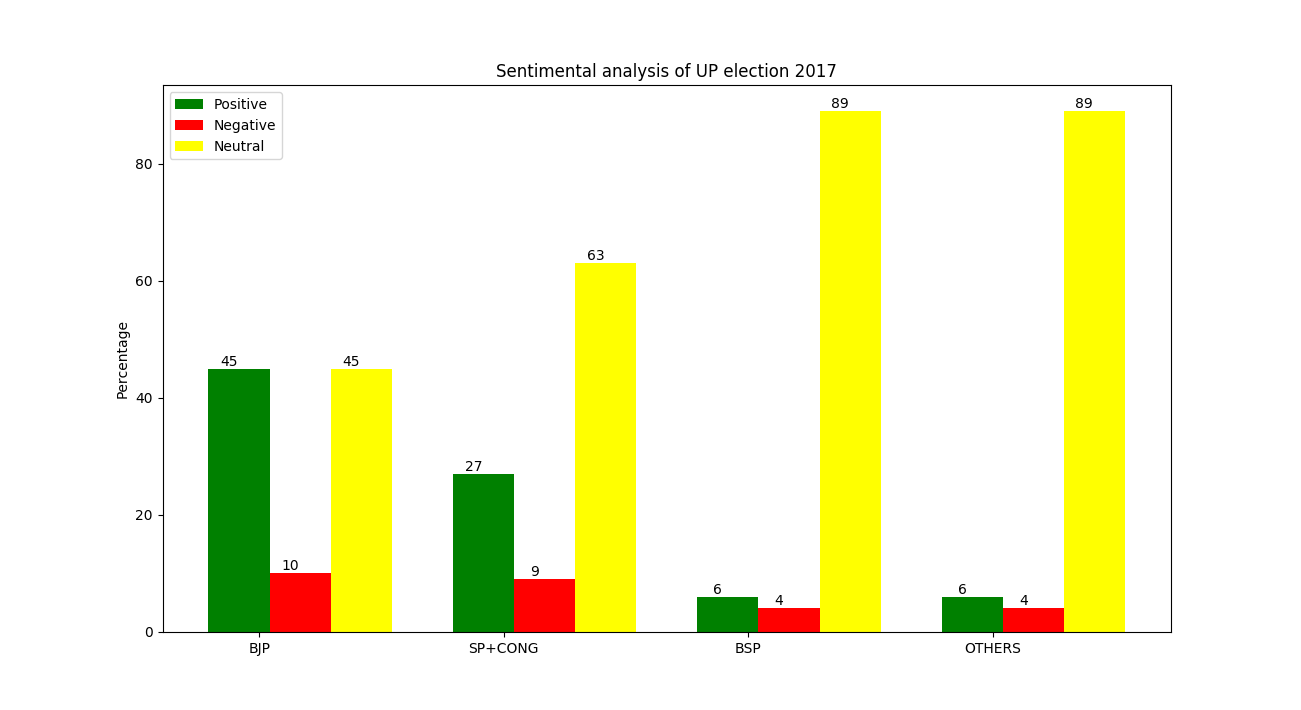 Sentimental analysis of UP election 2017
Positive
Negative
Neutral
Percentage
80
60
40
20
0
45
10
45
27
9
63
6
4
89
6
4
89
BJP
SP+CONG
BSP
OTHERS